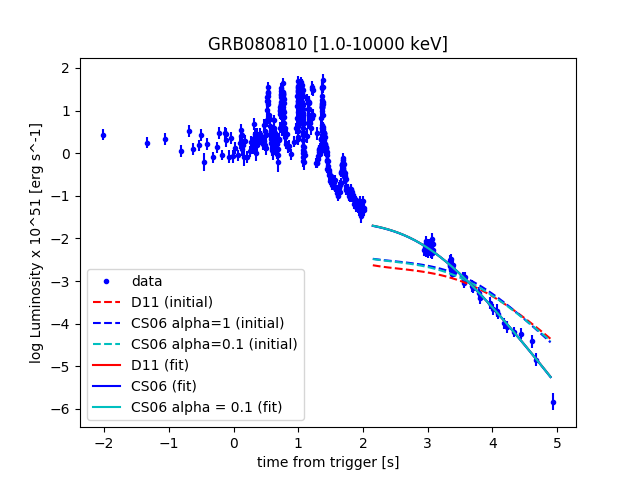 GRB080810 [1.0-10000 keV]
log Luminosity x 10^51 [erg s^-1]
2
1
0
−1
−2
−3
−4
−5
−6
data
D11 (initial)
CS06 alpha=1 (initial)
CS06 alpha=0.1 (initial)
D11 (fit)
CS06 (fit)
CS06 alpha = 0.1 (fit)
−2 −1 0 1 2 3 4 5
time from trigger [s]